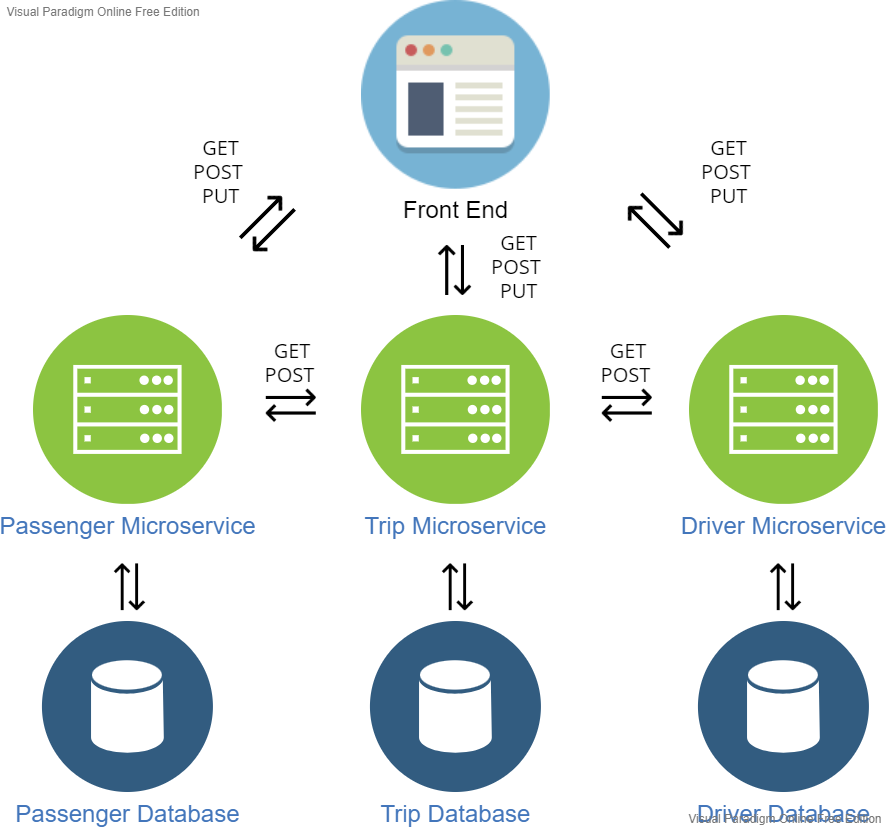 Visual Paradigm Online Free Edition
GET
POST
PUT
GET
POST
PUT
Front End
GET
POST
PUT
GET
POST
GET
POST
Passenger Microservice
Trip Microservice
Driver Microservice
Passenger Database
Trip Database
Driver Database
Visual Paradigm Online Free Edition